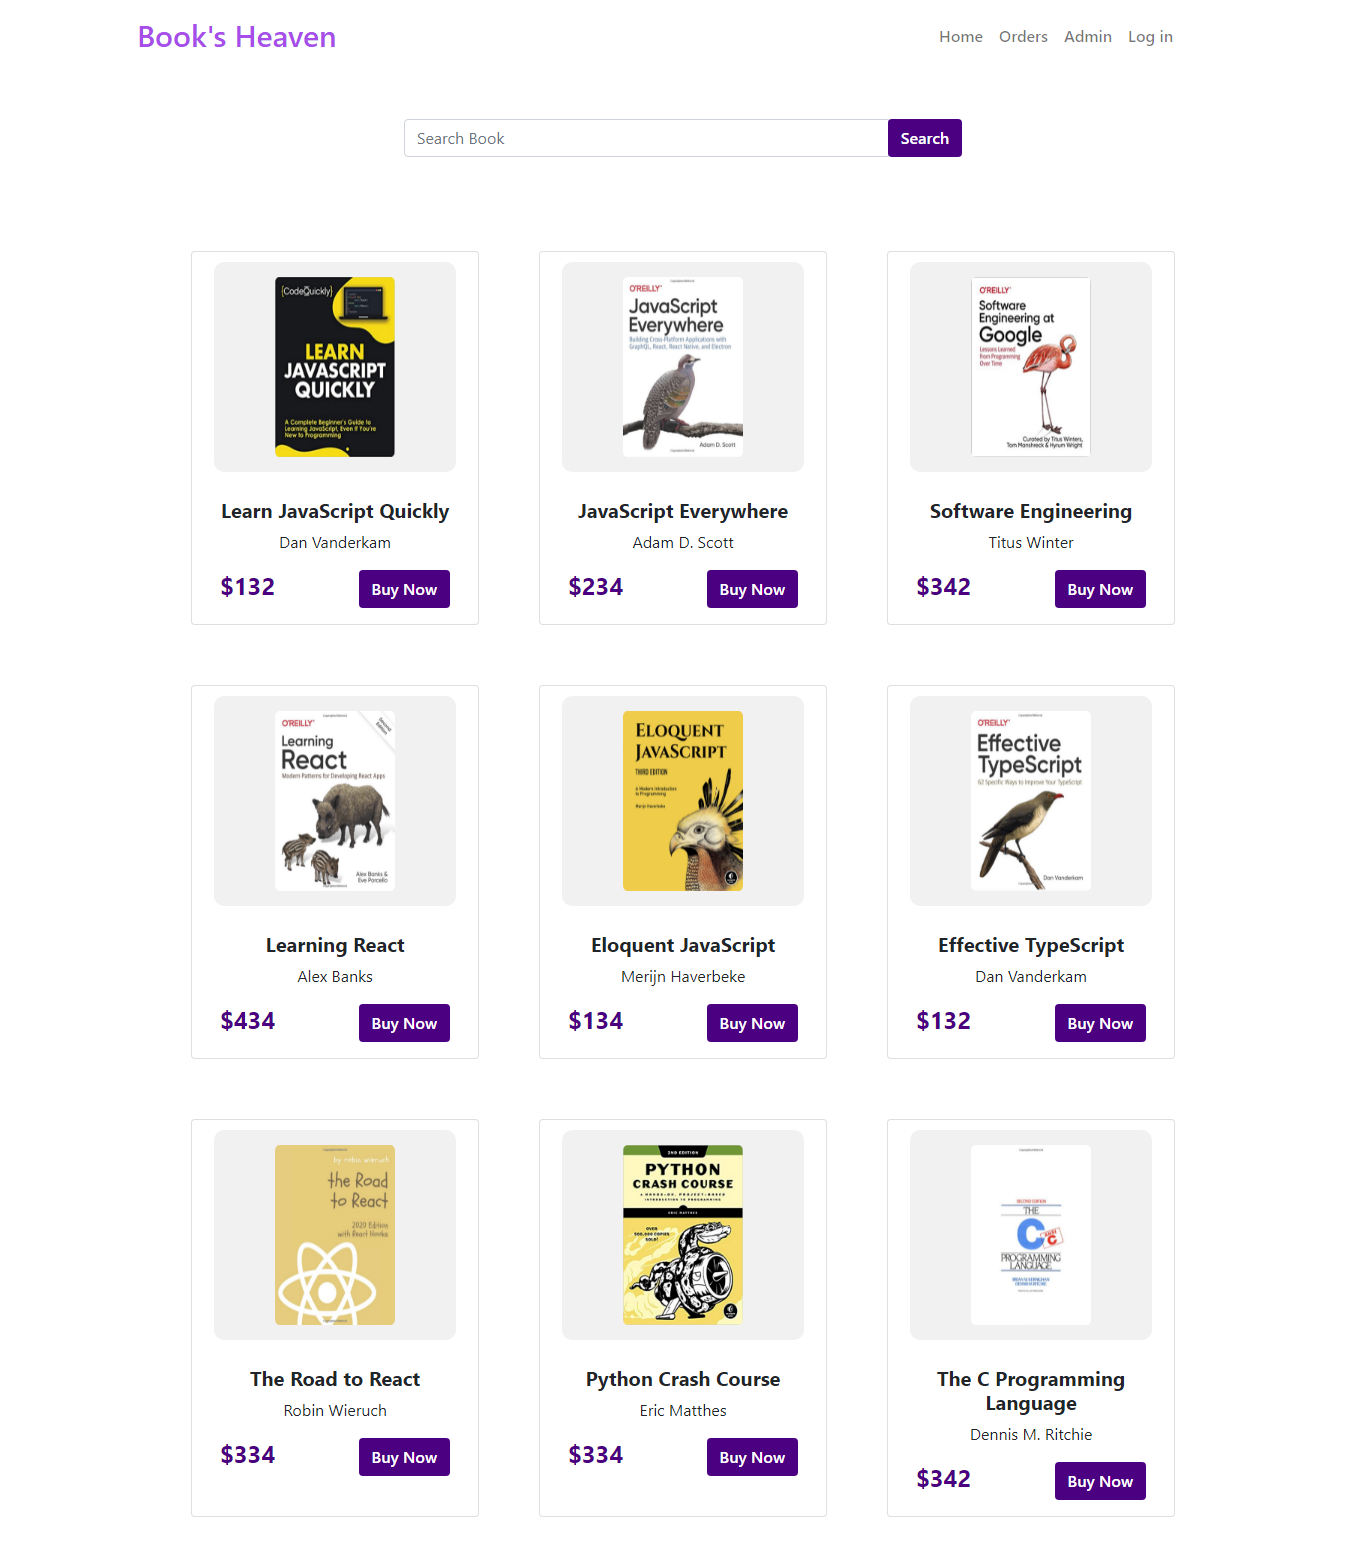 Book's Heaven
Home Orders Admin Log in
Search Book
Search
{CodeQuickly}
LEARN
JAVASCRIPT
QUICKLY
A Complete Beginner's Guide to
Learning JavaScript, Even If You're
New to Programming
Learn JavaScript Quickly
Dan Vanderkam
$132
Buy Now
O'REILLY
JavaScript
Everywhere
Building Cross-Platform Applications with
GraphQL, React, React Native, and Electron
Adam D. Scott
JavaScript Everywhere
Adam D. Scott
$234
Buy Now
O'REILLY
Software
Engineering at
Google
Lessons Learned
from Programming
Over Time
Curated by Titus Winters,
Tom Manshreck & Hyrum Wright
Software Engineering
Titus Winter
$342
Buy Now
O'REILLY
Second
Edition
Learning
React
Modern Patterns for Developing React Apps
Alex Banks &
Eve Porcello
Learning React
Alex Banks
$434
Buy Now
ELOQUENT
JAVASCRIPT
THIRD EDITION
A Modern Introduction
to Programming
Marijn Haverbeke
Eloquent JavaScript
Merijn Haverbeke
$134
Buy Now
O'REILLY
Effective
TypeScript
62 Specific Ways to Improve Your TypeScript
Dan Vanderkam
Effective TypeScript
Dan Vanderkam
$132
Buy Now
by robin wieruch
the Road
to React
2020 Edition
with React Hooks
The Road to React
Robin Wieruch
$334
Buy Now
2ND EDITION
PYTHON
CRASH COURSE
A HANDS-ON, PROJECT-BASED
INTRODUCTION TO PROGRAMMING
ERIC MATTHES
OVER
500,000 COPIES
SOLD!
Python Crash Course
Eric Matthes
$334
Buy Now
SECOND EDITION
THE
C
PROGRAMMING
LANGUAGE
BRIAN W. KERNIGHAN
DENNIS M. RITCHIE
The C Programming
Language
Dennis M. Ritchie
$342
Buy Now